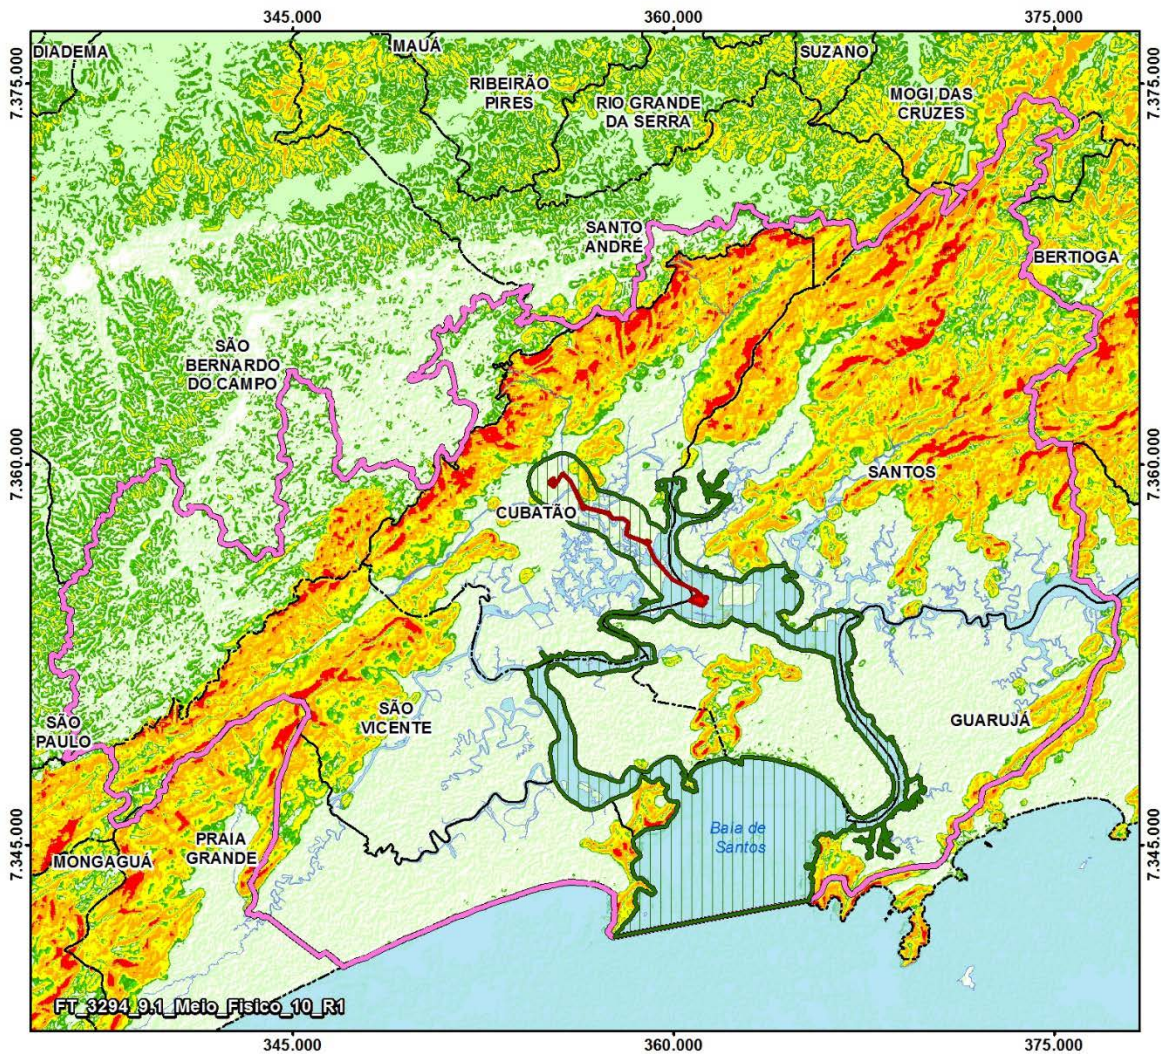 345.000
360.000
375.000
DIADEMA
MAUÁ
SUZANO
7.375.000
7.375.000
RIBEIRÃO
PIRES
RIO GRANDE
DA SERRA
MOGI DAS
CRUZES
SANTO
ANDRÉ
BERTIOGA
SÃO
BERNARDO
DO CAMPO
7.360.000
7.360.000
SANTOS
CUBATÃO
SÃO
PAULO
SÃO
VICENTE
GUARUJÁ
7.345.000
7.345.000
MONGAGUÁ
PRAIA
GRANDE
Baía de
Santos
FT_3294_9.1_Meio_Fisico_10_R1
345.000
360.000
375.000